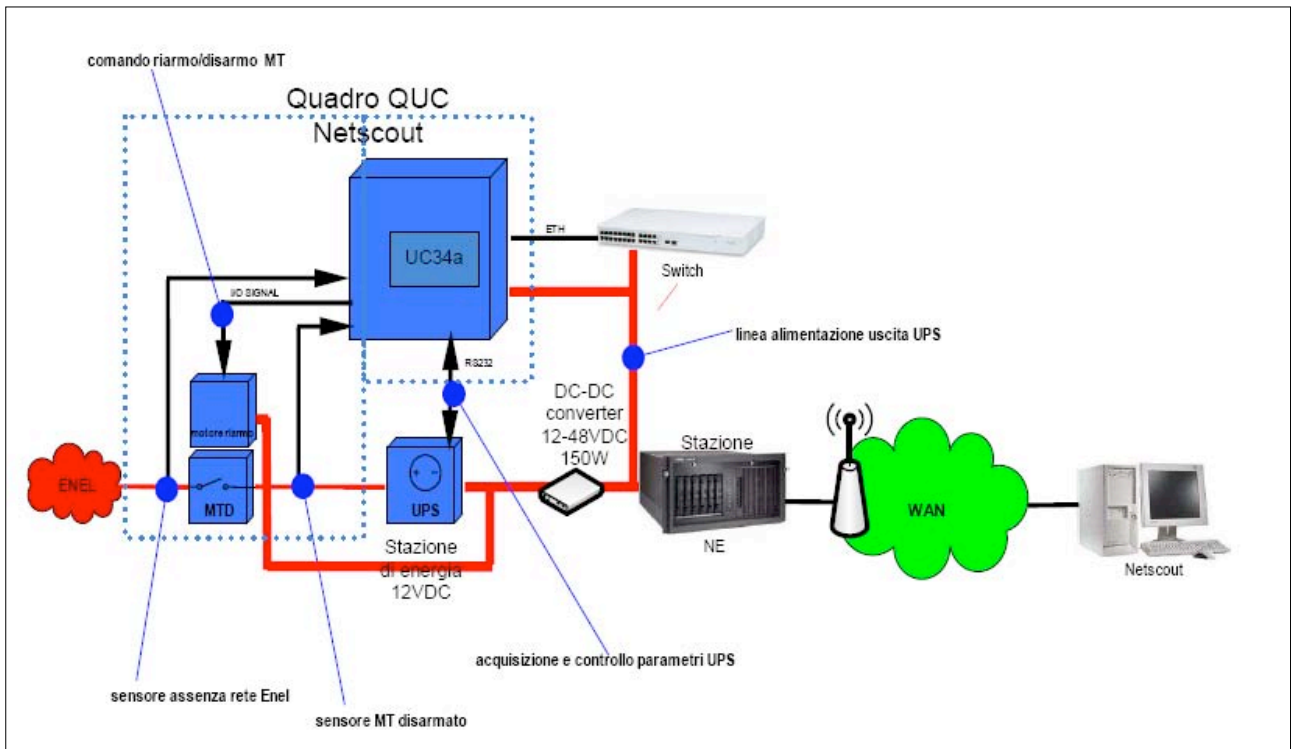 comando riarmo/disarmo MT
Quadro QUC
Netscout
UC34a
ETH
Switch
I/O SIGNAL
linea alimentazione uscita UPS
RS232
DC-DC
converter
12-48VDC
150W
motore riarmo
Stazione
ENEL
MTD
UPS
WAN
NE
Netscout
Stazione
di energia
12VDC
acquisizione e controllo parametri UPS
sensore assenza rete Enel
sensore MT disarmato